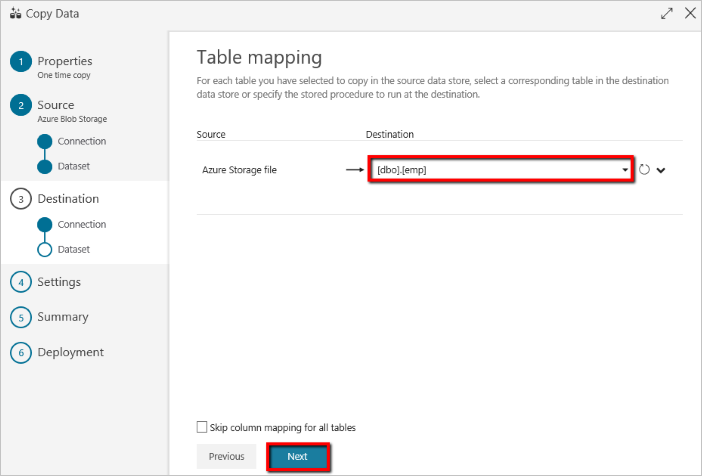 Copy Data
1 Properties
One time copy
2 Source
Azure Blob Storage
Connection
Dataset
3 Destination
Connection
Dataset
4 Settings
5 Summary
6 Deployment
Table mapping
For each table you have selected to copy in the source data store, select a corresponding table in the destination
data store or specify the stored procedure to run at the destination.
Source Destination
Azure Storage file [dbo].[emp]
Skip column mapping for all tables
Previous Next